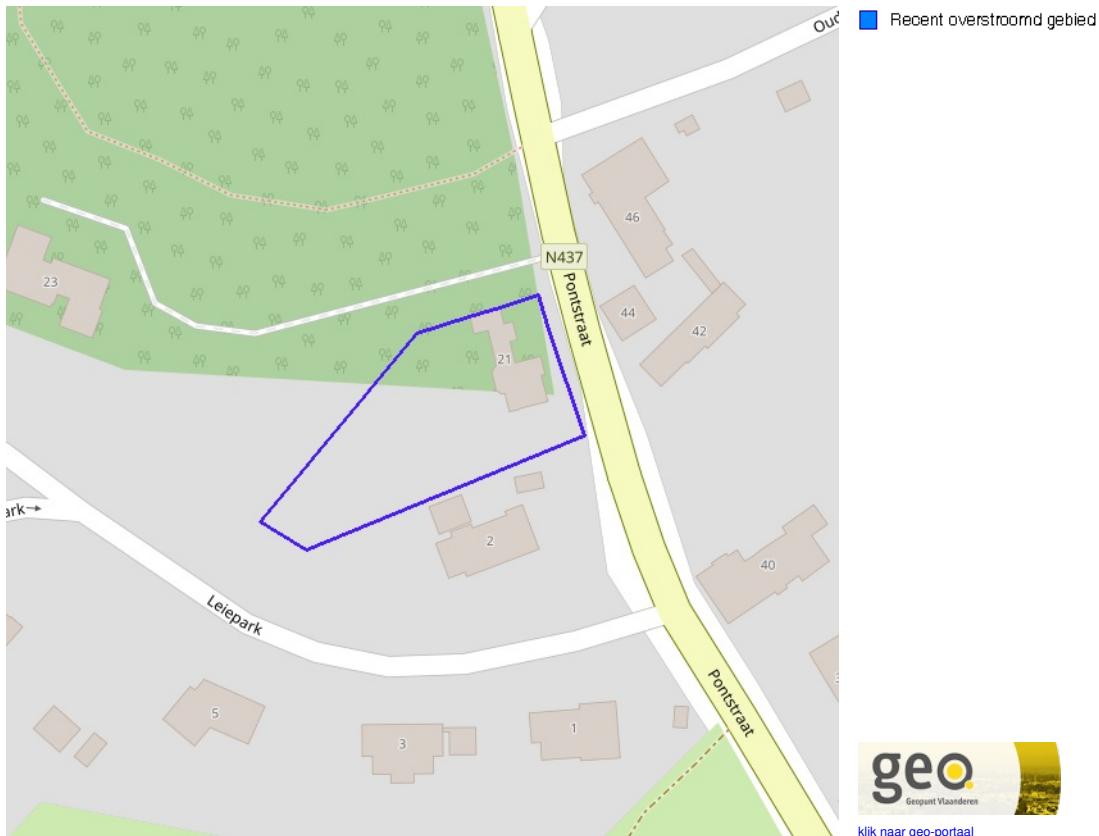 Oud
Recent overstroomd gebied
46
N437
23
Pontstraat
44
42
21
ark→
2
40
Leiepark
Pontstraat
5
3
1
geo.
Geopunt Vlaanderen
klik naar geo-portaal